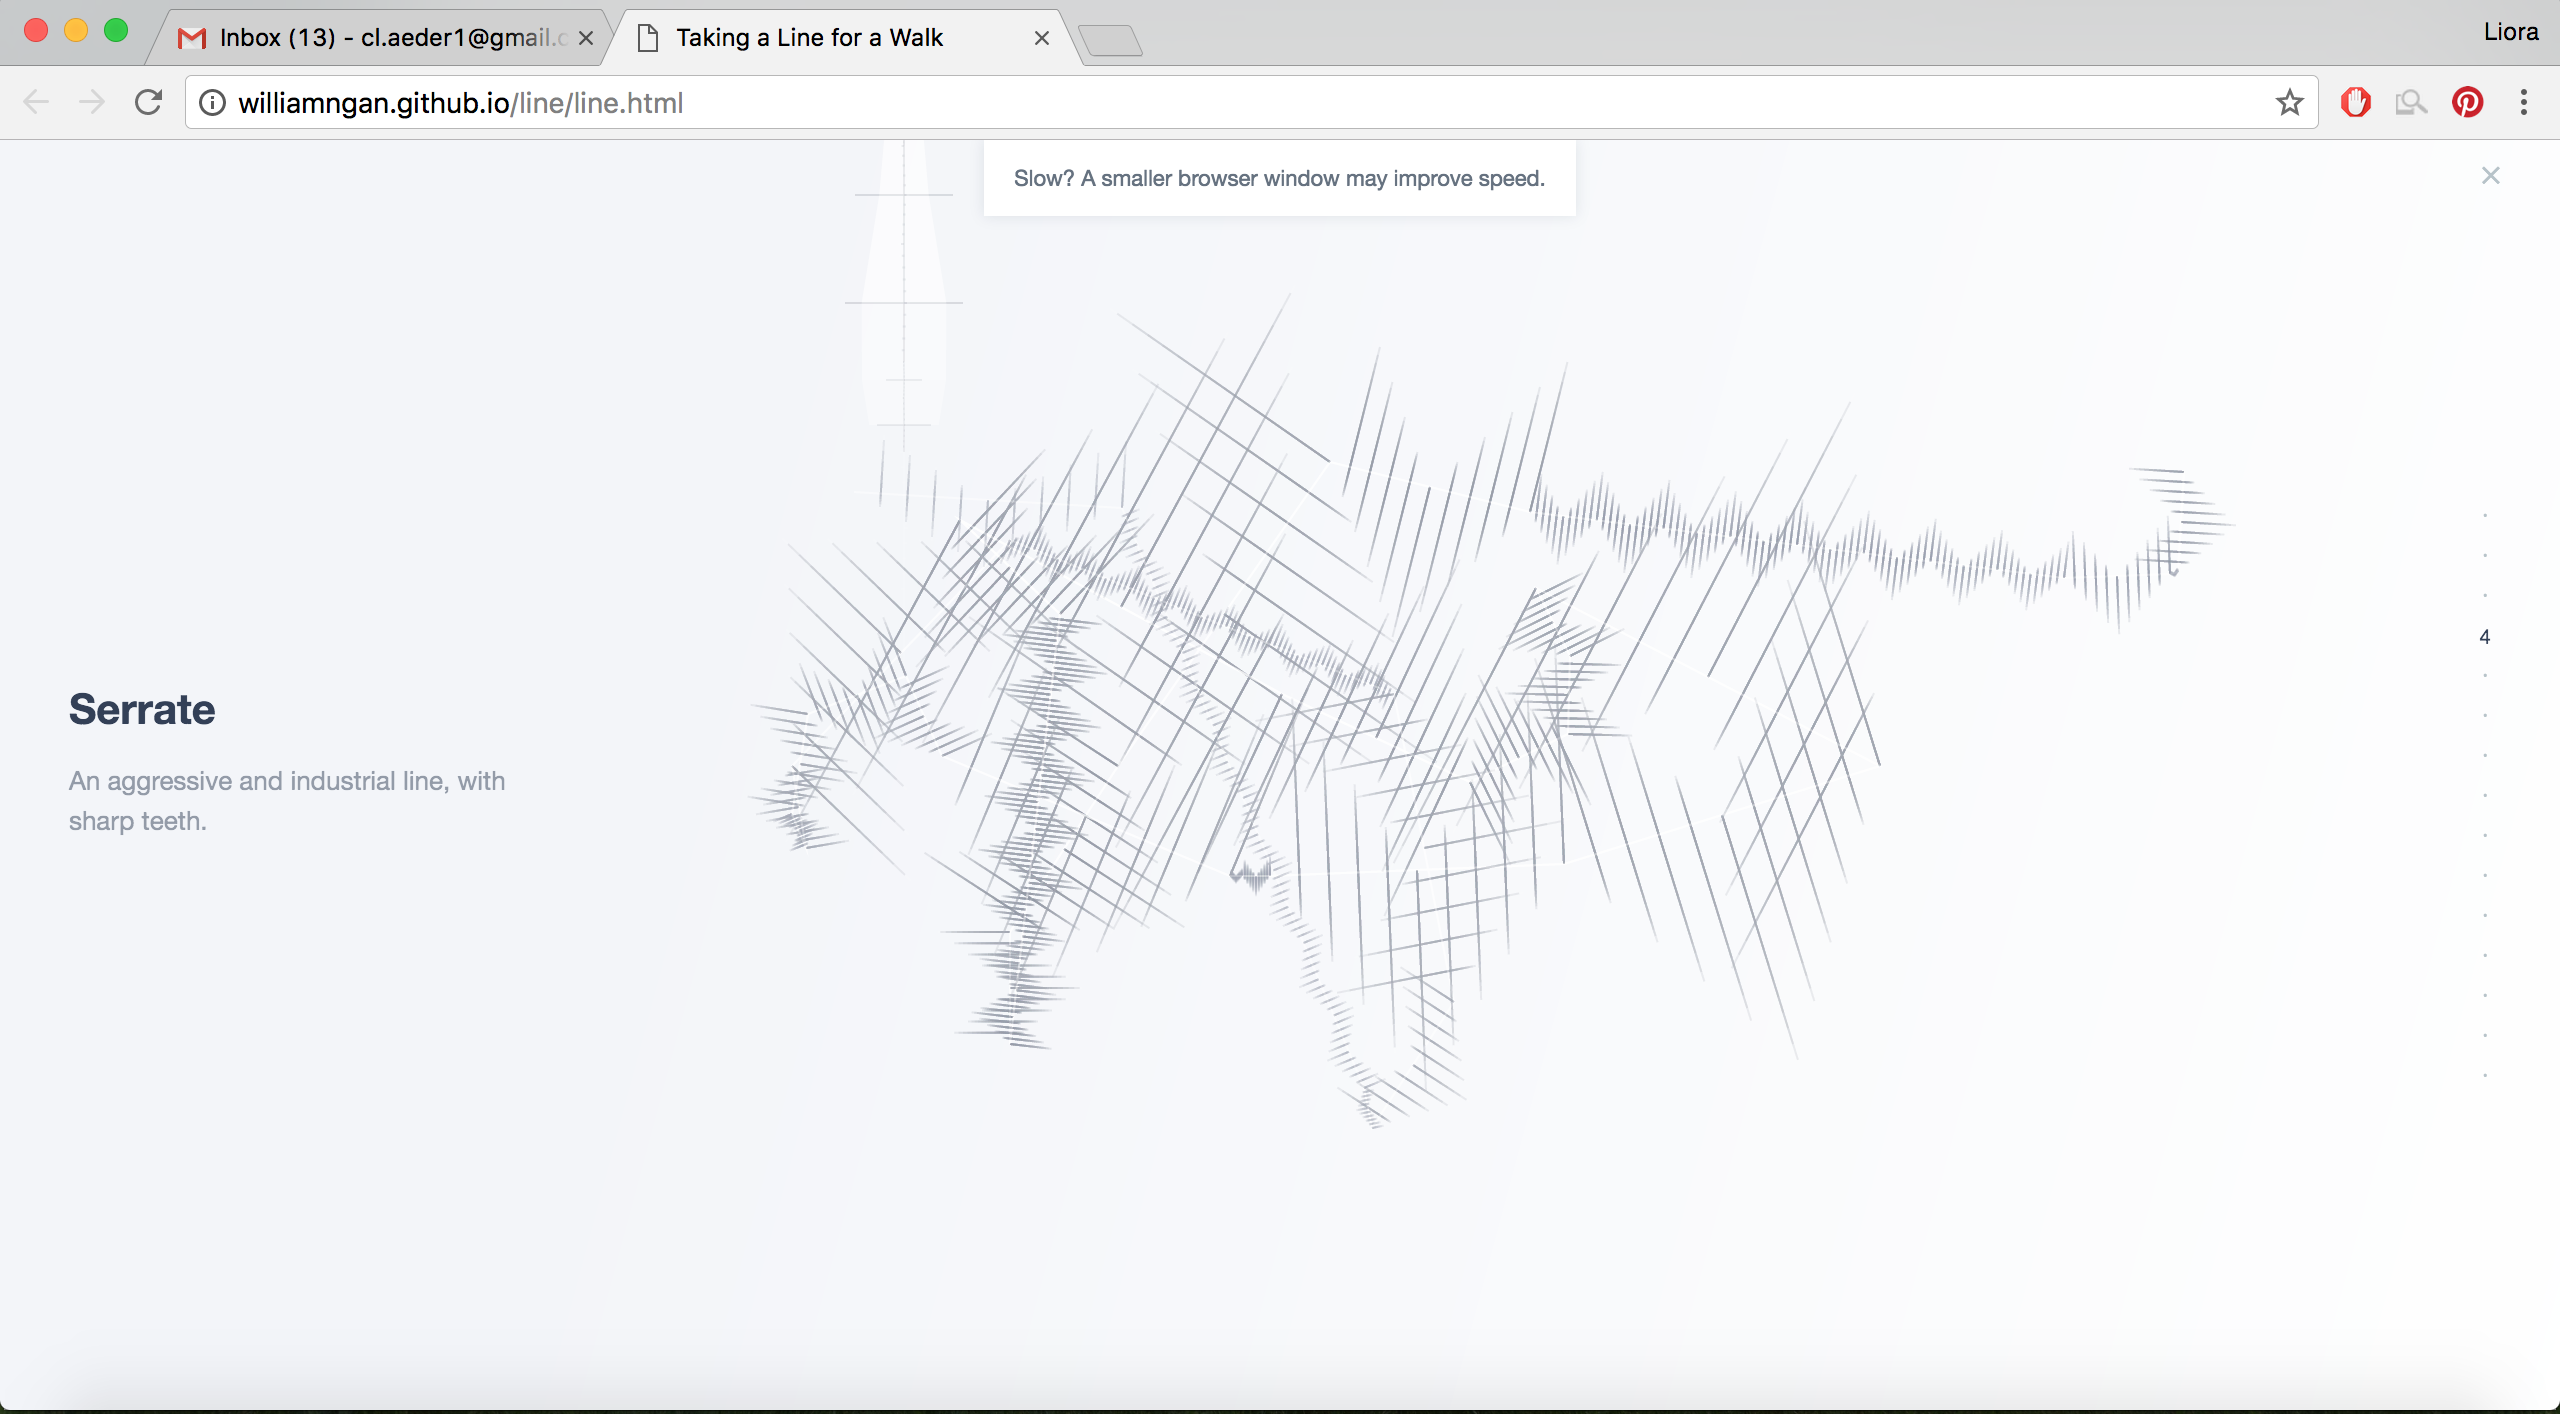 Inbox (13) - cl.aeder1@gmail.c
Taking a Line for a Walk
Liora
williamngan.github.io/line/line.html
Slow? A smaller browser window may improve speed.
4
Serrate
An aggressive and industrial line, with
sharp teeth.